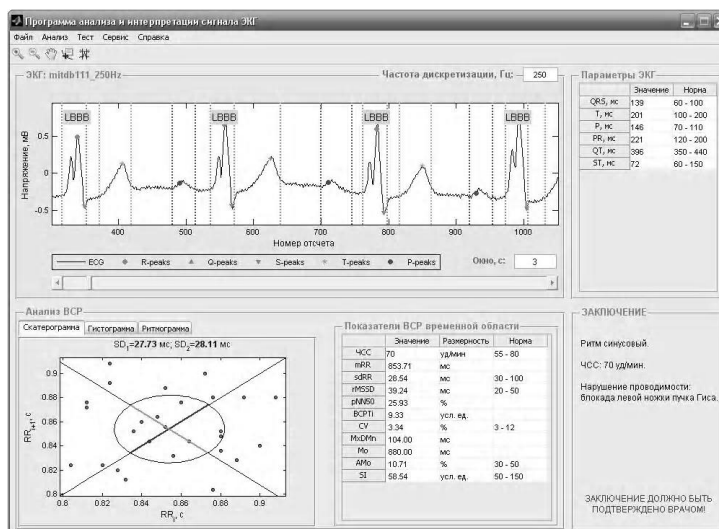 Программа анализа и интерпретации сигнала ЭКГ
Файл Анализ Тест Сервис Справка
ЭКГ: mitdb111_250Hz
Частота дискретизации, Гц: 250
LBBB LBBB LBBB LBBB
Напряжение, мВ
0.5
0
-0.5
400 500 600 700 800 900 1000
Номер отсчета
ECG R-peaks Q-peaks S-peaks T-peaks P-peaks
Окно, с: 3
Параметры ЭКГ
Значение Норма
QRS, мс 139 60 - 100
T, мс 201 100 - 200
P, мс 146 70 - 110
PR, мс 221 120 - 200
QT, мс 396 350 - 440
ST, мс 72 60 - 150
Анализ ВСР
Скатерограмма Гистограмма Ритмограмма
SD1=27.73 мс; SD2=28.11 мс
RRi+1, с
0.9
0.88
0.86
0.84
0.82
0.8
0.8 0.82 0.84 0.86 0.88 0.9
RRi, с
Показатели ВСР временной области
Значение Размерность Норма
ЧСС 70 уд/мин 55 - 80
mRR 853.71 мс
sdRR 28.54 мс 30 - 100
rMSSD 39.24 мс 20 - 50
pNN50 25.93 %
ВСРТi 9.33 усл. ед.
CV 3.34 % 3 - 12
MxDMn 104.00 мс
Mo 880.00 мс
AMo 10.71 % 30 - 50
SI 58.54 усл. ед. 50 - 150
ЗАКЛЮЧЕНИЕ
Ритм синусовый.
ЧСС: 70 уд/мин.
Нарушение проводимости:
блокада левой ножки пучка Гиса.
ЗАКЛЮЧЕНИЕ ДОЛЖНО БЫТЬ
ПОДТВЕРЖДЕНО ВРАЧОМ!